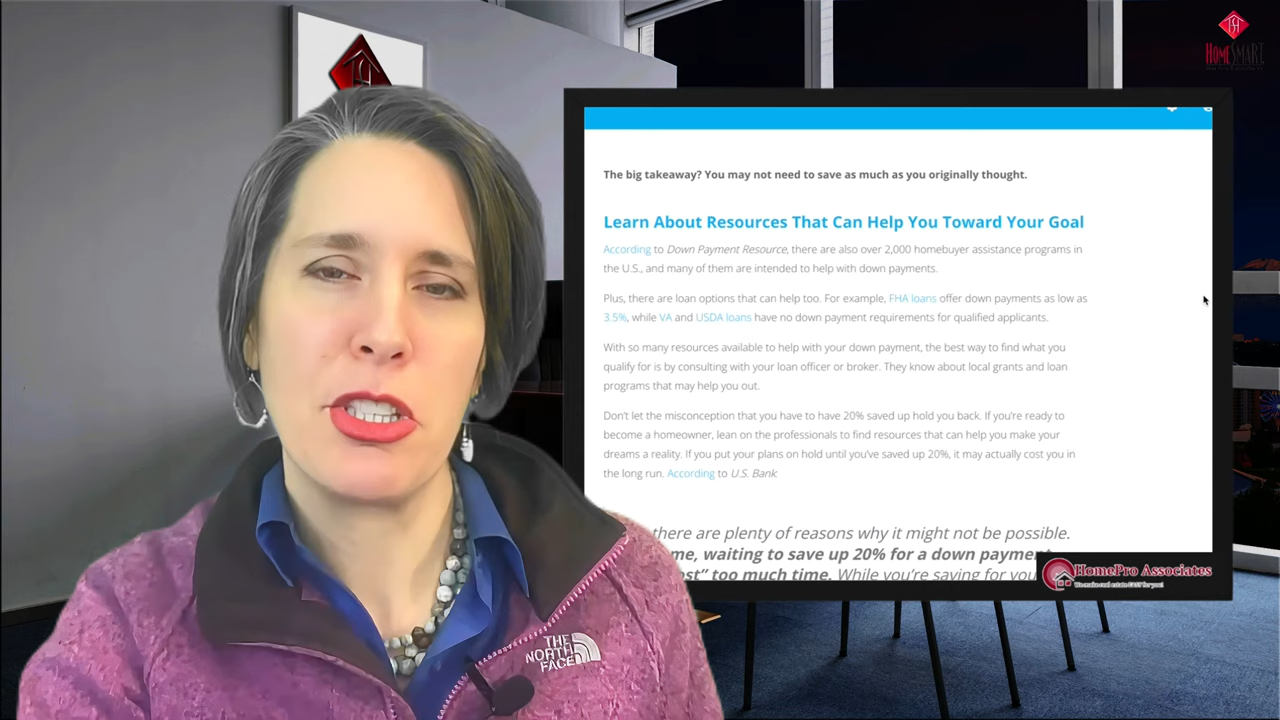 HOMESMART
The big takeaway? You may not need to save as much as you originally thought.
Learn About Resources That Can Help You Toward Your Goal
According to Down Payment Resource, there are also over 2,000 homebuyer assistance programs in
the U.S., and many of them are intended to help with down payments.
Plus, there are loan options that can help too. For example, FHA loans offer down payments as low as
3.5%, while VA and USDA loans have no down payment requirements for qualified applicants.
With so many resources available to help with your down payment, the best way to find what you
qualify for is by consulting with your loan officer or broker. They know about local grants and loan
programs that may help you out.
Don't let the misconception that you have to have 20% saved up hold you back. If you're ready to
become a homeowner, lean on the professionals to find resources that can help you make your
dreams a reality. If you put your plans on hold until you've saved up 20%, it may actually cost you in
the long run. According to U.S. Bank:
there are plenty of reasons why it might not be possible.
me, waiting to save up 20% for a down payment
ost” too much time. While you're saving for you
HomePro Associates
We make real estate EASY for you!
THE
NORTH
FACE